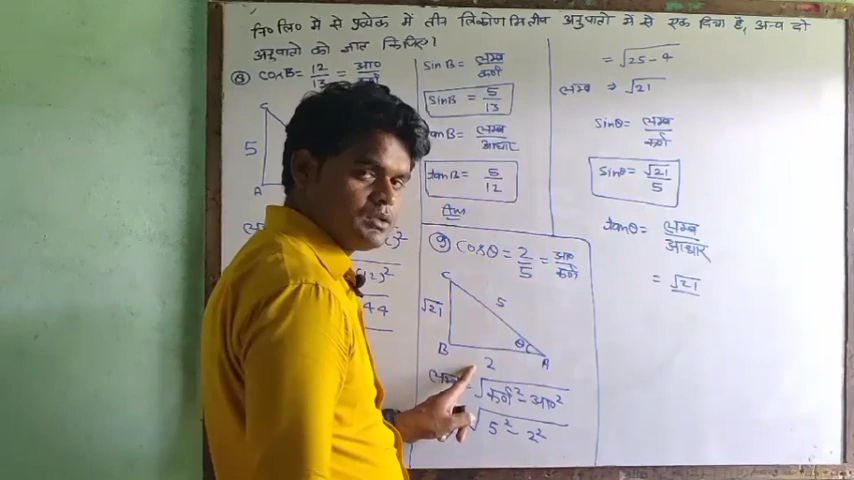 नि० लि० में से प्रत्येक में तीन त्रिकोणमितीय अनुपातों में से एक दिया है, अन्य दो
अनुपातों को ज्ञात कीजिए।
cosB = 12/13 = आ०/कर्ण
C
5
A
sinB = लम्ब/कर्ण
sinB = 5/13
tanB = लम्ब/आधार
tanB = 5/12
Ans
cosθ = 2/5 = आ०/कर्ण
C
√21
5
B
θ
A
2
लम्ब = √कर्ण² - आ०²
√5² - 2²
= √25-4
लम्ब ⇒ √21
sinθ = लम्ब/कर्ण
sinθ = √21/5
tanθ = लम्ब/आधार
= √21